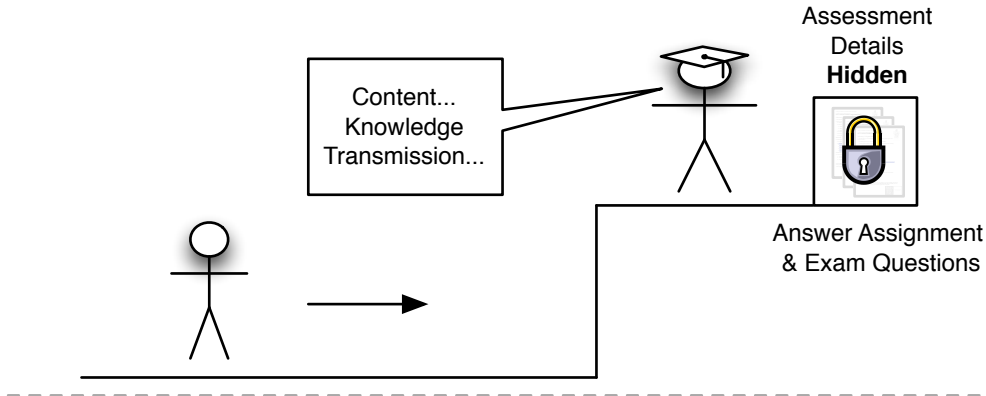 Assessment
Details
Hidden
Content...
Knowledge
Transmission...
Answer Assignment
& Exam Questions